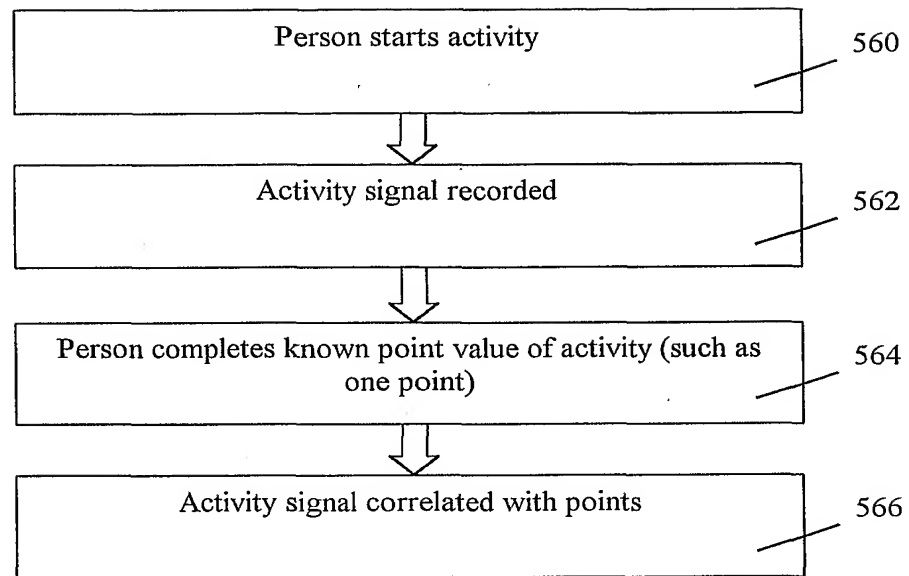 Person starts activity
560
Activity signal recorded
562
Person completes known point value of activity (such as
one point)
564
Activity signal correlated with points
566